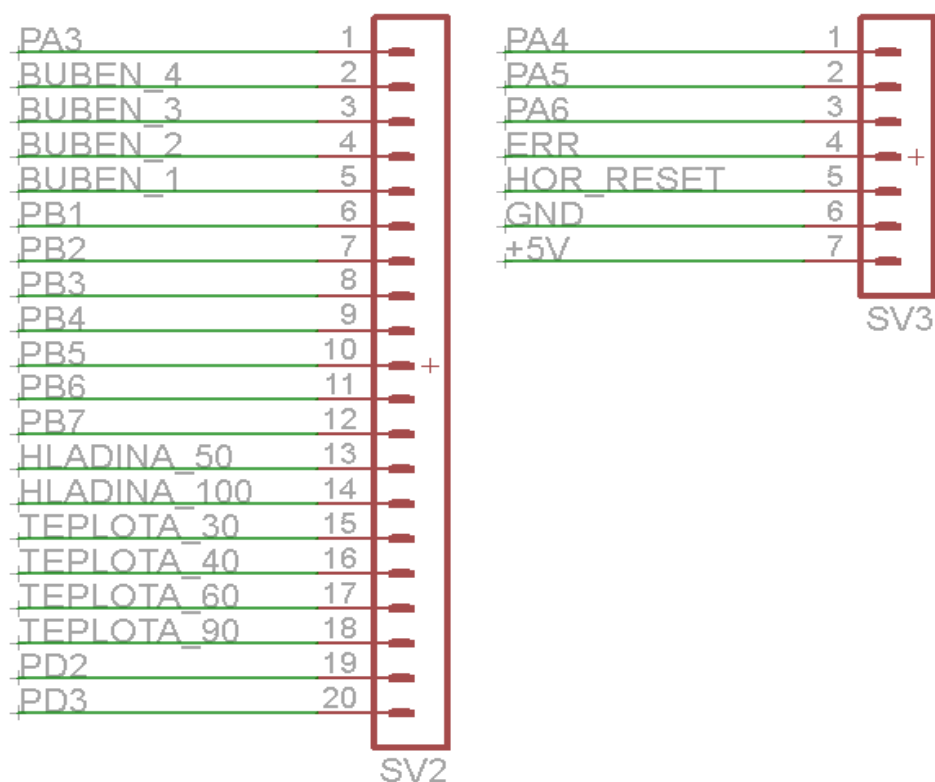 PA3 1
BUBEN_4 2
BUBEN_3 3
BUBEN_2 4
BUBEN_1 5
PB1 6
PB2 7
PB3 8
PB4 9
PB5 10
PB6 11
PB7 12
HLADINA_50 13
HLADINA_100 14
TEPLOTA_30 15
TEPLOTA_40 16
TEPLOTA_60 17
TEPLOTA_90 18
PD2 19
PD3 20
SV2
PA4 1
PA5 2
PA6 3
ERR 4
HOR_RESET 5
GND 6
+5V 7
SV3